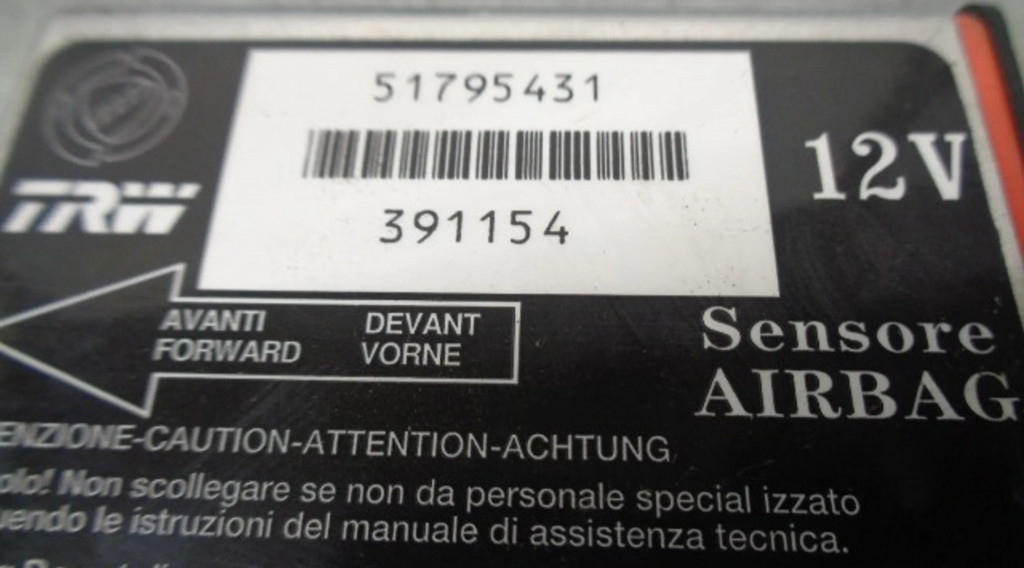 51795431
391154
TRW
12V
AVANTI DEVANT
FORWARD VORNE
Sensore
AIRBAG
ENZIONE-CAUTION-ATTENTION-ACHTUNG
olo! Non scollegare se non da personale special izzato
uendo le istruzioni del manuale di assistenza tecnica.